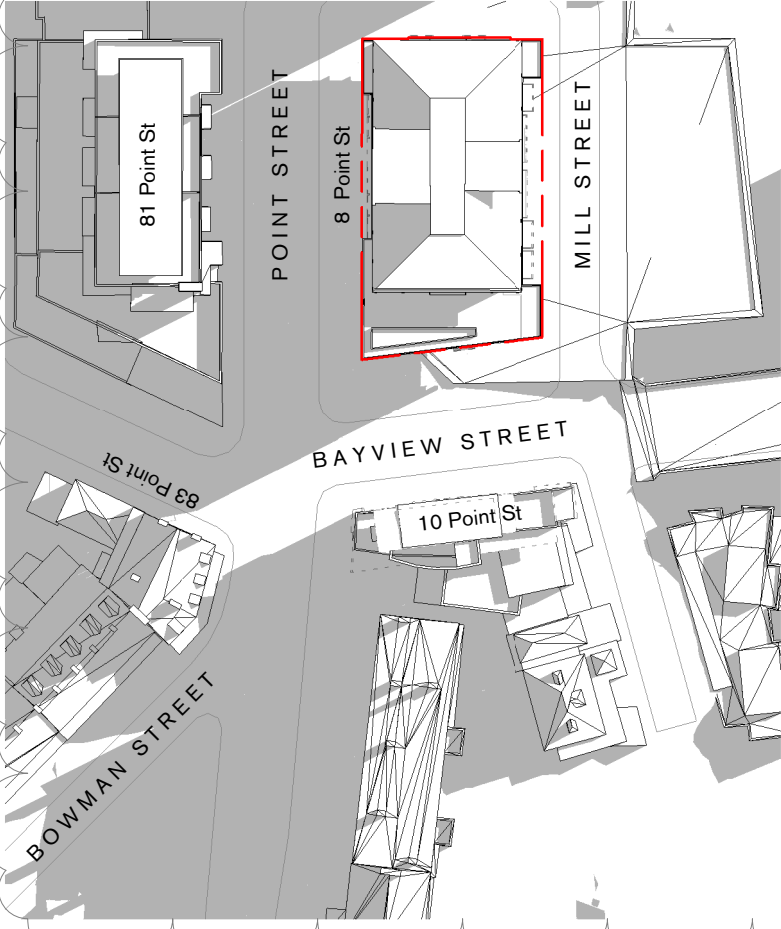 81 Point St
POINT STREET
8 Point St
MILL STREET
BAYVIEW STREET
83 Point St
10 Point St
BOWMAN STREET